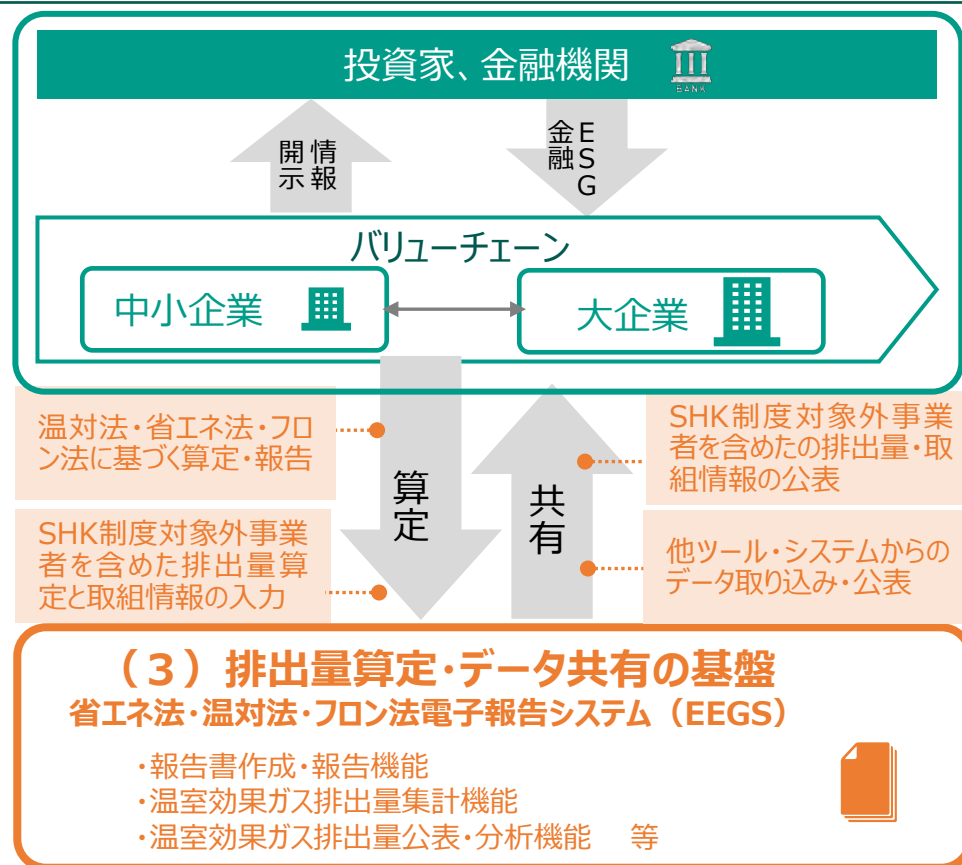 投資家、金融機関
BANK
情報
開示
ESG
金融
バリューチェーン
中小企業
大企業
温対法・省エネ法・フロ
ン法に基づく算定・報告
SHK制度対象外事業
者を含めた排出量算
定と取組情報の入力
算定
共有
SHK制度対象外事業
者を含めたの排出量・取
組情報の公表
他ツール・システムからの
データ取り込み・公表
（３）排出量算定・データ共有の基盤
省エネ法・温対法・フロン法電子報告システム（EEGS）
・報告書作成・報告機能
・温室効果ガス排出量集計機能
・温室効果ガス排出量公表・分析機能　等